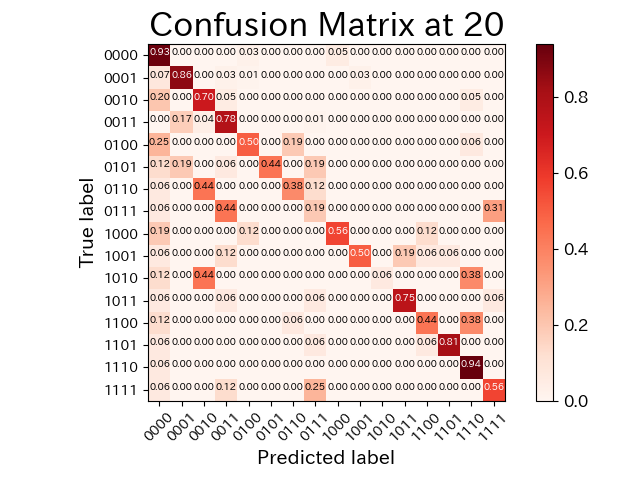 Confusion Matrix at 20
0000 0.93 0.00 0.00 0.00 0.03 0.00 0.00 0.00 0.05 0.00 0.00 0.00 0.00 0.00 0.00 0.00
0001 0.07 0.86 0.00 0.03 0.01 0.00 0.00 0.00 0.00 0.03 0.00 0.00 0.00 0.00 0.00 0.00
0010 0.20 0.00 0.70 0.05 0.00 0.00 0.00 0.00 0.00 0.00 0.00 0.00 0.00 0.00 0.05 0.00
0011 0.00 0.17 0.04 0.78 0.00 0.00 0.00 0.01 0.00 0.00 0.00 0.00 0.00 0.00 0.00 0.00
0100 0.25 0.00 0.00 0.00 0.50 0.00 0.19 0.00 0.00 0.00 0.00 0.00 0.00 0.00 0.06 0.00
0101 0.12 0.19 0.00 0.06 0.00 0.44 0.00 0.19 0.00 0.00 0.00 0.00 0.00 0.00 0.00 0.00
0110 0.06 0.00 0.44 0.00 0.00 0.00 0.38 0.12 0.00 0.00 0.00 0.00 0.00 0.00 0.00 0.00
0111 0.06 0.00 0.00 0.44 0.00 0.00 0.00 0.19 0.00 0.00 0.00 0.00 0.00 0.00 0.00 0.31
1000 0.19 0.00 0.00 0.00 0.12 0.00 0.00 0.00 0.56 0.00 0.00 0.00 0.12 0.00 0.00 0.00
1001 0.06 0.00 0.00 0.12 0.00 0.00 0.00 0.00 0.00 0.50 0.00 0.19 0.06 0.06 0.00 0.00
1010 0.12 0.00 0.44 0.00 0.00 0.00 0.00 0.00 0.00 0.00 0.06 0.00 0.00 0.00 0.38 0.00
1011 0.06 0.00 0.00 0.06 0.00 0.00 0.00 0.06 0.00 0.00 0.00 0.75 0.00 0.00 0.00 0.06
1100 0.12 0.00 0.00 0.00 0.00 0.00 0.06 0.00 0.00 0.00 0.00 0.00 0.44 0.00 0.38 0.00
1101 0.06 0.00 0.00 0.00 0.00 0.00 0.00 0.06 0.00 0.00 0.00 0.00 0.06 0.81 0.00 0.00
1110 0.06 0.00 0.00 0.00 0.00 0.00 0.00 0.00 0.00 0.00 0.00 0.00 0.00 0.00 0.94 0.00
1111 0.06 0.00 0.00 0.12 0.00 0.00 0.00 0.25 0.00 0.00 0.00 0.00 0.00 0.00 0.00 0.56
0000 0001 0010 0011 0100 0101 0110 0111 1000 1001 1010 1011 1100 1101 1110 1111
True label
Predicted label
0.8
0.6
0.4
0.2
0.0